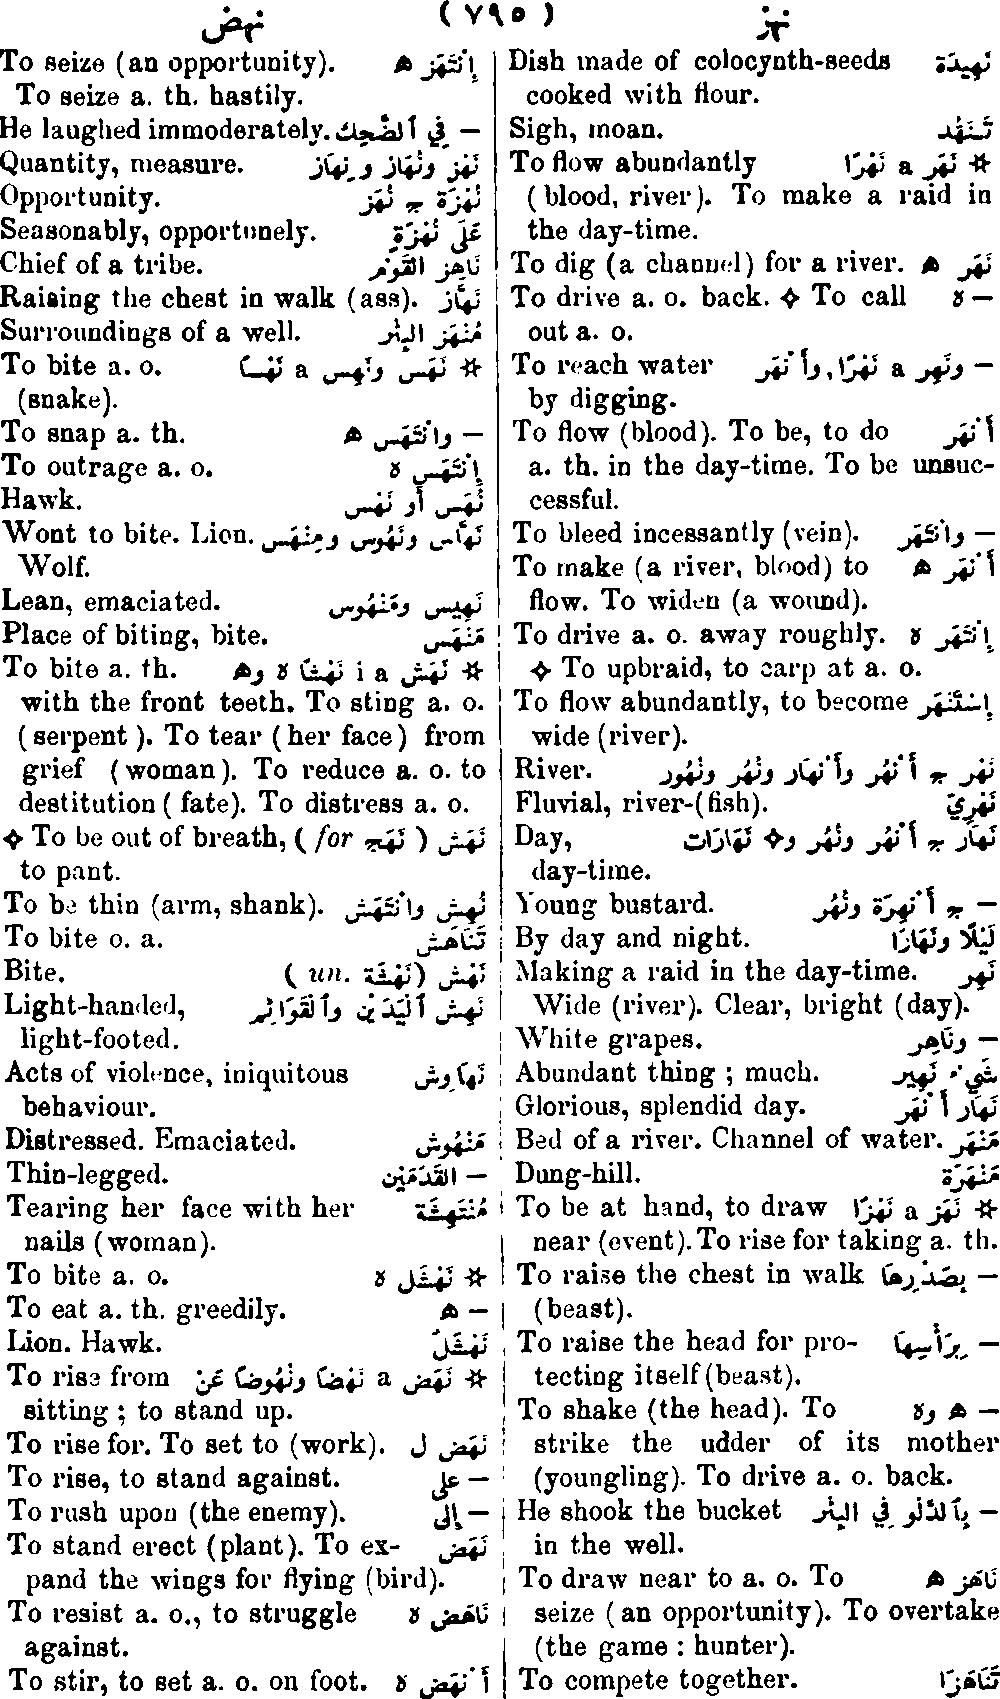 نهض ( ٧٩٥ ) نهز
Dish made of colocynth-seeds نَهِيدَة
cooked with flour.
Sigh, moan. تَنَهُّد
To flow abundantly ☆ نَهَر a نَهْرًا
(blood, river). To make a raid in
the day-time.
To dig (a channel) for a river. نَهَر ه
To drive a. o. back. ✧ To call — ه
out a. o.
To reach water — ونَهِر a نَهْرًا, وأَنْهَر
by digging.
To flow (blood). To be, to do أَنْهَر
a. th. in the day-time. To be unsuc-
cessful.
To bleed incessantly (vein). — وانْتَهَر
To make (a river, blood) to أَنْهَر ه
flow. To widen (a wound).
To drive a. o. away roughly. إِنْتَهَر ه
✧ To upbraid, to carp at a. o.
To flow abundantly, to become إِسْتَنْهَر
wide (river).
River. نَهْر ج أَنْهُر وأَنْهَار ونُهُر ونُهُور
Fluvial, river-(fish). نَهْرِيّ
Day, نَهَار ج أَنْهُر ونُهُر و✧ نَهَارَات
day-time.
Young bustard. — ج أَنْهِرَة ونُهُر
By day and night. لَيْلًا ونَهَارًا
Making a raid in the day-time. نَهِر
Wide (river). Clear, bright (day).
White grapes. — ونَاهِر
Abundant thing ; much. شَيْء نَهِير
Glorious, splendid day. نَهَار أَنْهَر
Bed of a river. Channel of water. مَنْهَر
Dung-hill. مَنْهَرَة
To be at hand, to draw ☆ نَهَز a نَهْزًا
near (event). To rise for taking a. th.
To raise the chest in walk — بِصَدْرِهَا
(beast).
To raise the head for pro- — بِرَأْسِهَا
tecting itself (beast).
To shake (the head). To — ه وه
strike the udder of its mother
(youngling). To drive a. o. back.
He shook the bucket — بِٱلدَّلْو فِي البِئْر
in the well.
To draw near to a. o. To نَاهَز ه
seize (an opportunity). To overtake
(the game : hunter).
To compete together. تَنَاهَزَا
To seize (an opportunity). إِنْتَهَز ه
To seize a. th. hastily.
He laughed immoderately. — فِي ٱلضَّحِك
Quantity, measure. نَهْز ونُهَاز ونِهَاز
Opportunity. نُهْزَة ج نُهَز
Seasonably, opportunely. عَلَى نُهْزَةٍ
Chief of a tribe. نَاهِز القَوْم
Raising the chest in walk (ass). نَهَّاز
Surroundings of a well. مُنْهَز البِئْر
To bite a. o. ☆ نَهَس ونَهِس a نَهْسًا
(snake).
To snap a. th. — وانْتَهَس ه
To outrage a. o. إِنْتَهَس ه
Hawk. نُهَس أَو نَهْس
Wont to bite. Lion. نَهَّاس ونَهُوس ومِنْهَس
Wolf.
Lean, emaciated. نَهِيس ومَنْهُوس
Place of biting, bite. مَنْهَس
To bite a. th. ☆ نَهَش i a نَهْشًا ه وه
with the front teeth. To sting a. o.
(serpent). To tear (her face) from
grief (woman). To reduce a. o. to
destitution (fate). To distress a. o.
✧ To be out of breath, ( for نَهَج ) نَهَش
to pant.
To be thin (arm, shank). نُهِش وانْتَهَش
To bite o. a. تَنَاهَش
Bite. ( un. نَهْشَة) نَهْش
Light-handed, نَهِش ٱلْيَدَيْن وٱلْقَوَائِم
light-footed.
Acts of violence, iniquitous نَهَاوِش
behaviour.
Distressed. Emaciated. مَنْهُوش
Thin-legged. — القَدَمَيْن
Tearing her face with her مُنْتَهِشَة
nails (woman).
To bite a. o. ☆ نَهْشَل ه
To eat a. th. greedily. — ه
Lion. Hawk. نَهْشَل
To rise from ☆ نَهَض a نَهْضًا ونُهُوضًا عَنْ
sitting ; to stand up.
To rise for. To set to (work). نَهَض ل
To rise, to stand against. — على
To rush upon (the enemy). — إِلَى
To stand erect (plant). To ex- نَهَض
pand the wings for flying (bird).
To resist a. o., to struggle نَاهَض ه
against.
To stir, to set a. o. on foot. أَنْهَض ه